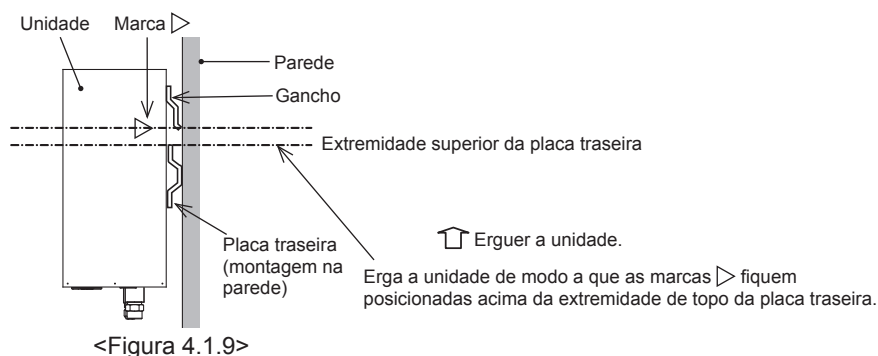 Unidade
Marca ▷
Parede
Gancho
Extremidade superior da placa traseira
Placa traseira
(montagem na
parede)
Erguer a unidade.
Erga a unidade de modo a que as marcas ▷ fiquem
posicionadas acima da extremidade de topo da placa traseira.
<Figura 4.1.9>